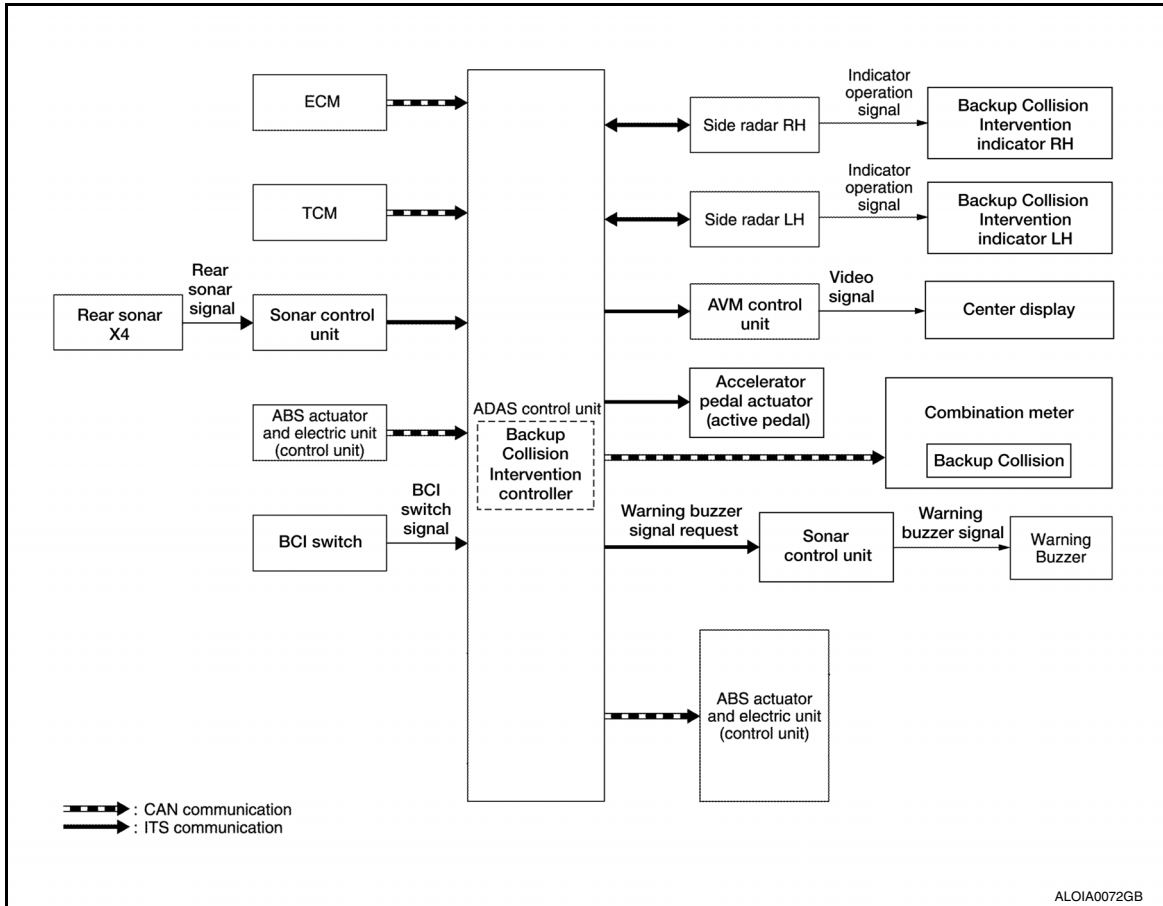 ECM
TCM
Rear
sonar
signal
Rear sonar
X4
Sonar control
unit
ABS actuator
and electric unit
(control unit)
BCI
switch
signal
BCI switch
ADAS control unit
Backup
Collision
Intervention
controller
Indicator
operation
signal
Side radar RH
Backup Collision
Intervention
indicator RH
Indicator
operation
signal
Side radar LH
Backup Collision
Intervention
indicator LH
Video
signal
AVM control
unit
Center display
Accelerator
pedal actuator
(active pedal)
Combination meter
Backup Collision
Warning buzzer
signal request
Sonar
control unit
Warning
buzzer signal
Warning
Buzzer
ABS actuator
and electric unit
(control unit)
: CAN communication
: ITS communication
ALOIA0072GB